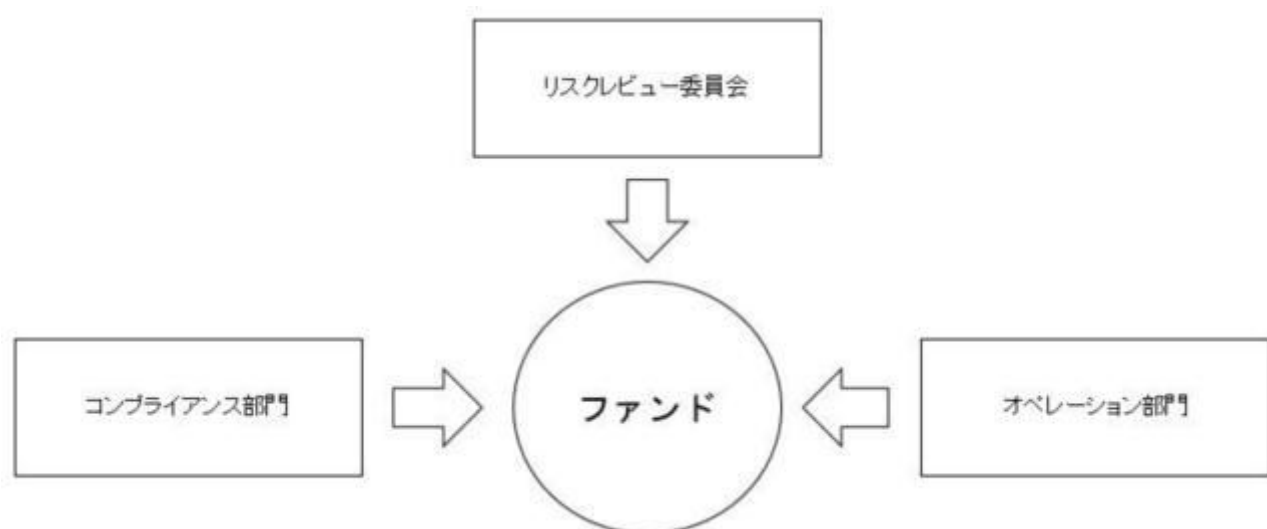 リスクレビュー委員会
コンプライアンス部門
ファンド
オペレーション部門